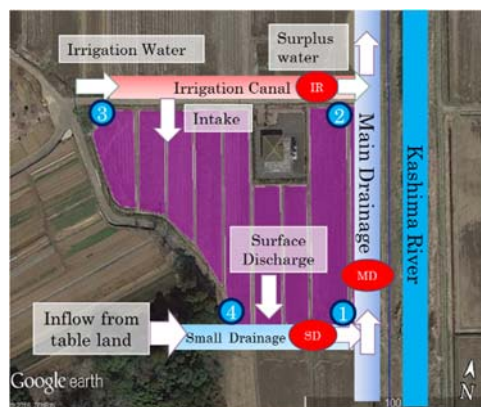 Irrigation Water
Surplus
water
Irrigation Canal
IR
3
Intake
2
Main Drainage
Kashima River
Surface
Discharge
MD
4
1
Inflow from
table land
Small Drainage
SD
Google earth
N
100